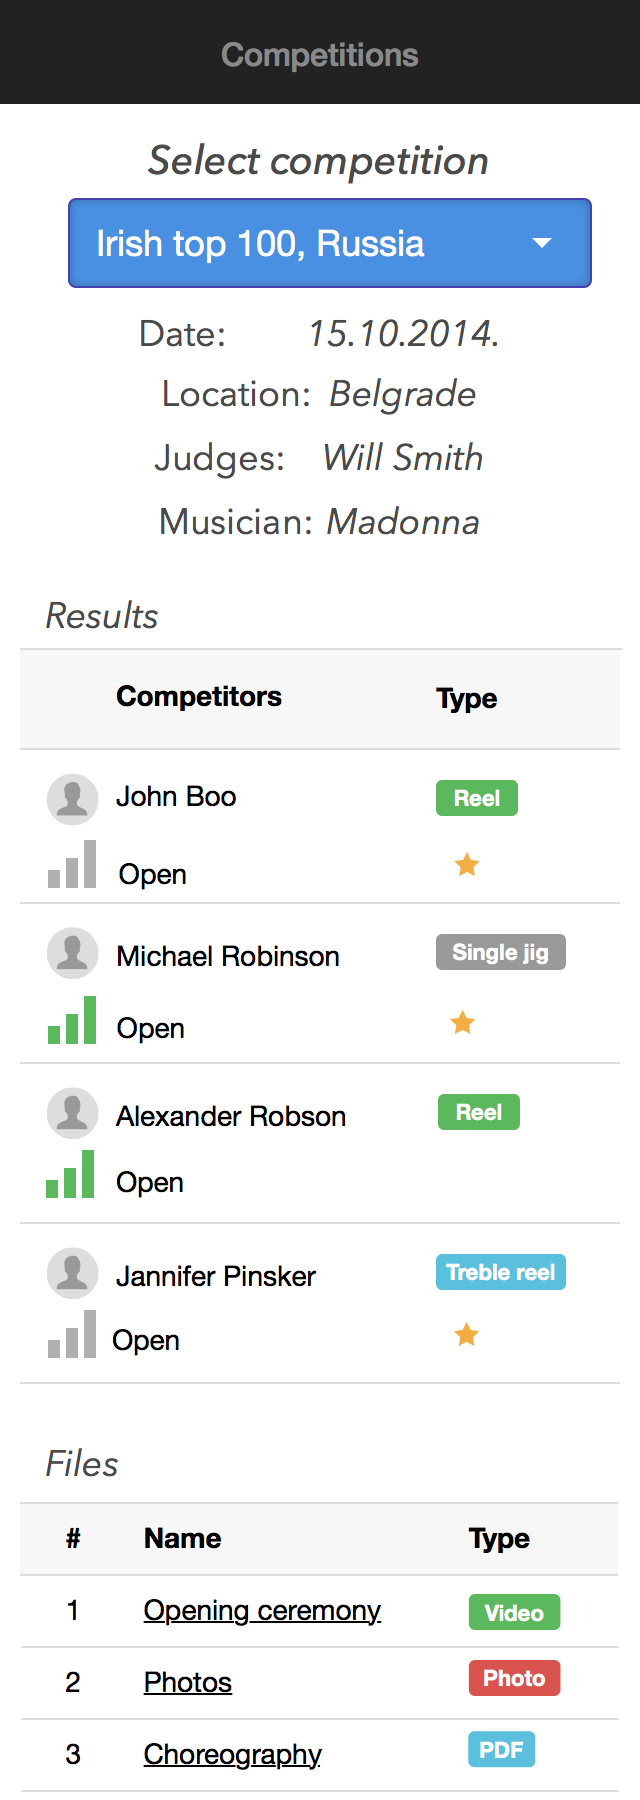 Competitions
Select competition
Irish top 100, Russia
Date: 15.10.2014.
Location: Belgrade
Judges: Will Smith
Musician: Madonna
Results
Competitors Type
John Boo Reel
Open
Michael Robinson Single jig
Open
Alexander Robson Reel
Open
Jannifer Pinsker Treble reel
Open
Files
# Name Type
1 Opening ceremony Video
2 Photos Photo
3 Choreography PDF